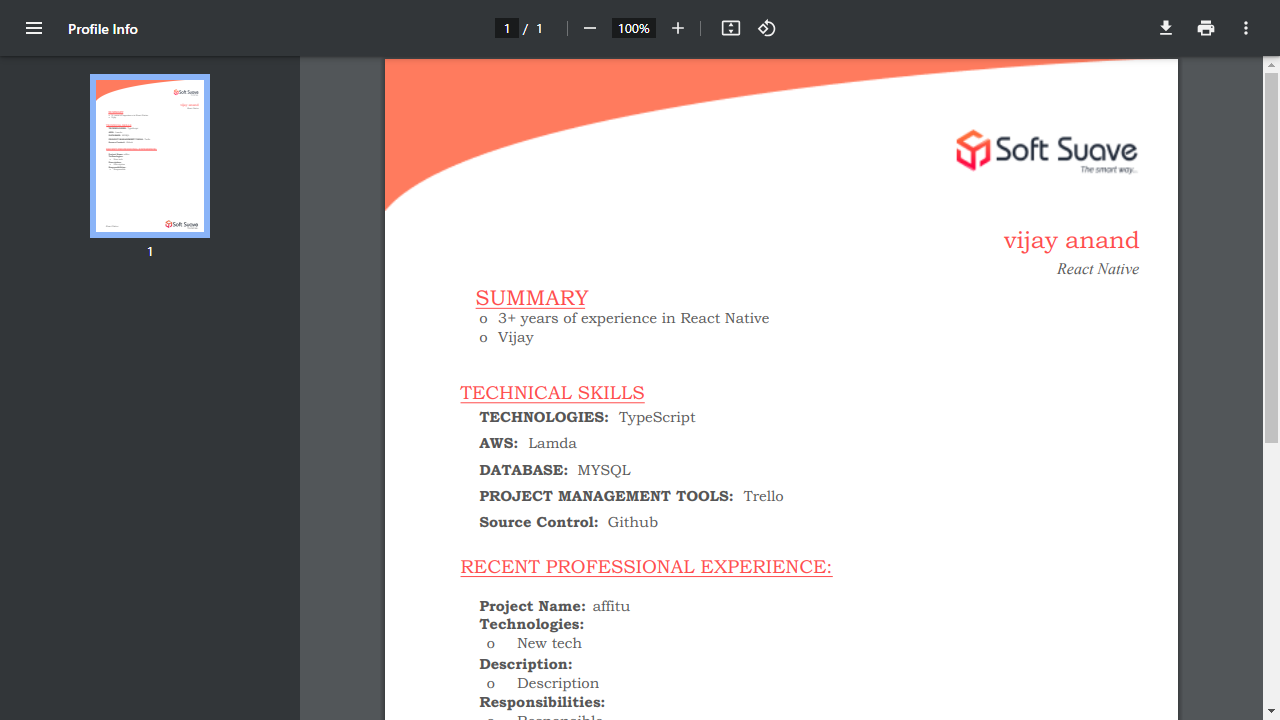 Profile Info
1 / 1
100%
1
Soft Suave
The smart way...
vijay anand
React Native
SUMMARY
o 3+ years of experience in React Native
o Vijay
TECHNICAL SKILLS
TECHNOLOGIES: TypeScript
AWS: Lamda
DATABASE: MYSQL
PROJECT MANAGEMENT TOOLS: Trello
Source Control: Github
RECENT PROFESSIONAL EXPERIENCE:
Project Name: affitu
Technologies:
o New tech
Description:
o Description
Responsibilities:
o Responsible